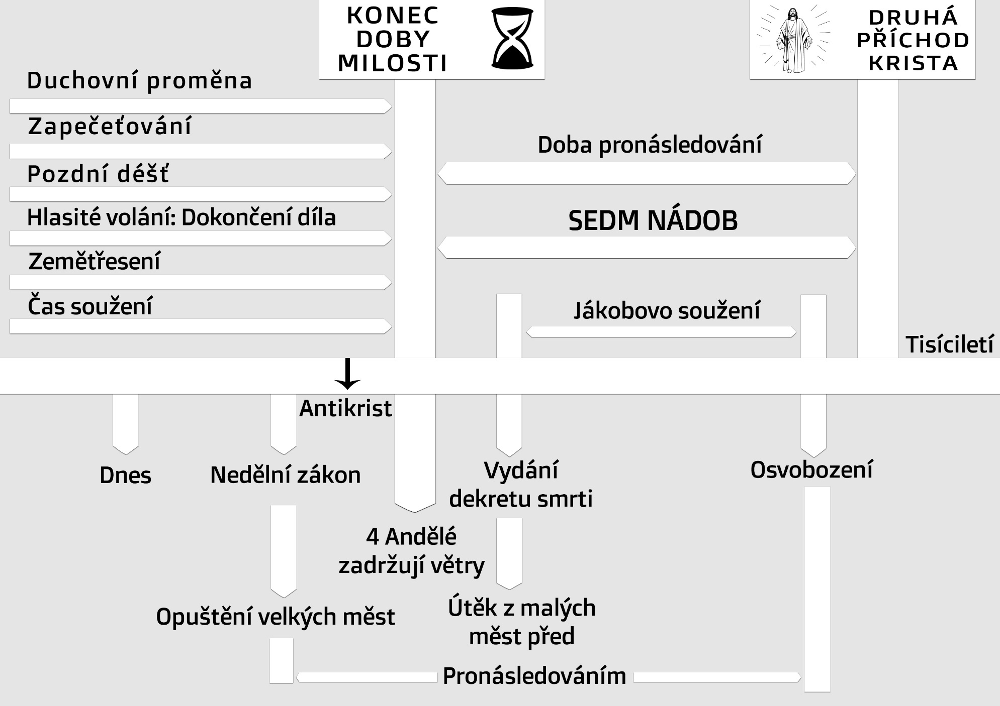 KONEC
DOBY
MILOSTI
DRUHÁ
PŘÍCHOD
KRISTA
Duchovní proměna
Zapečeťování
Pozdní déšť
Hlasité volání: Dokončení díla
Zemětřesení
Čas soužení
Doba pronásledování
SEDM NÁDOB
Jákobovo soužení
Tisíciletí
Antikrist
Dnes
Nedělní zákon
Vydání
dekretu smrti
Osvobození
4 Andělé
zadržují větry
Opuštění velkých měst
Útěk z malých
měst před
Pronásledováním